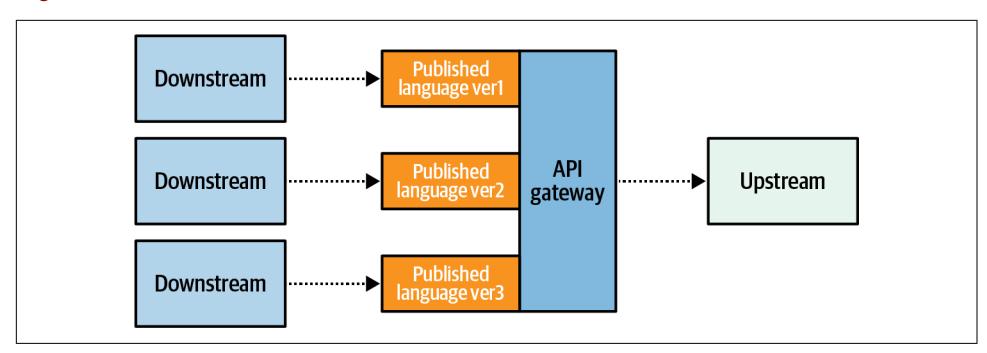 Downstream
Published
language ver1
Downstream
Published
language ver2
API
gateway
Upstream
Downstream
Published
language ver3